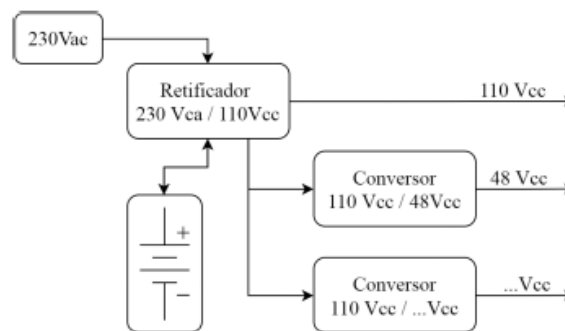 230Vac
Retificador
230 Vca / 110Vcc
110 Vcc
Conversor
110 Vcc / 48Vcc
48 Vcc
+
−
Conversor
110 Vcc / ...Vcc
...Vcc